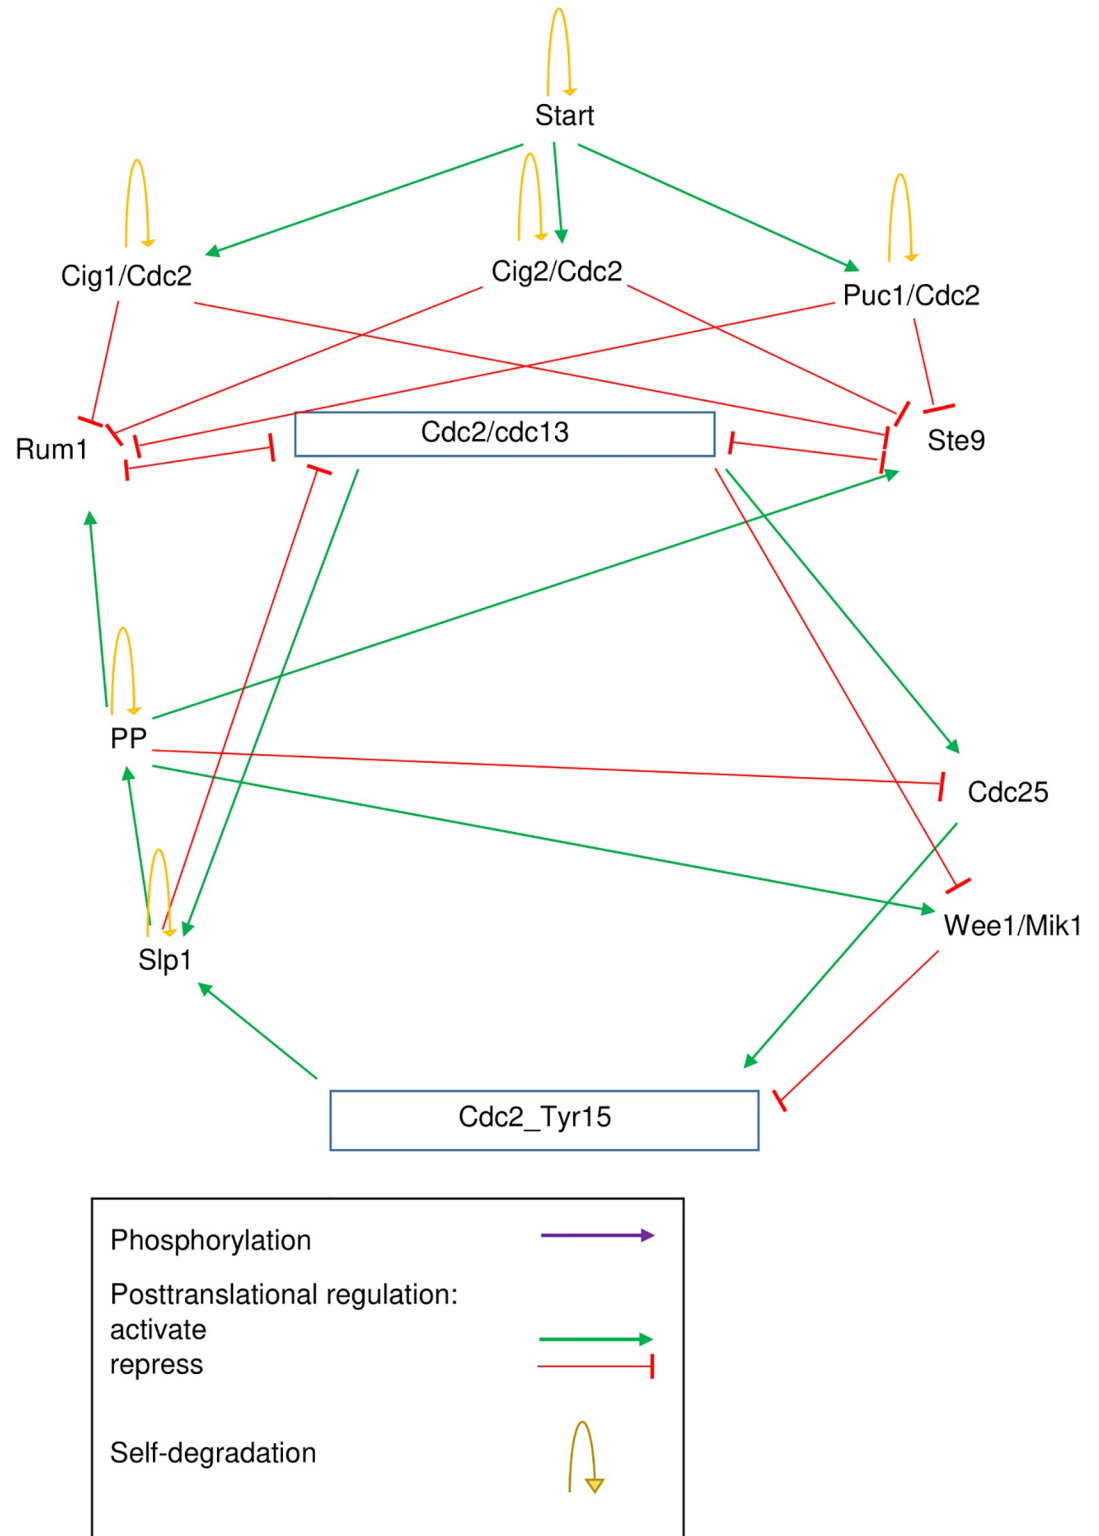 Start
Cig1/Cdc2
Cig2/Cdc2
Puc1/Cdc2
Rum1
Cdc2/cdc13
Ste9
PP
Cdc25
Wee1/Mik1
Slp1
Cdc2_Tyr15
Phosphorylation
Posttranslational regulation:
activate
repress
Self-degradation